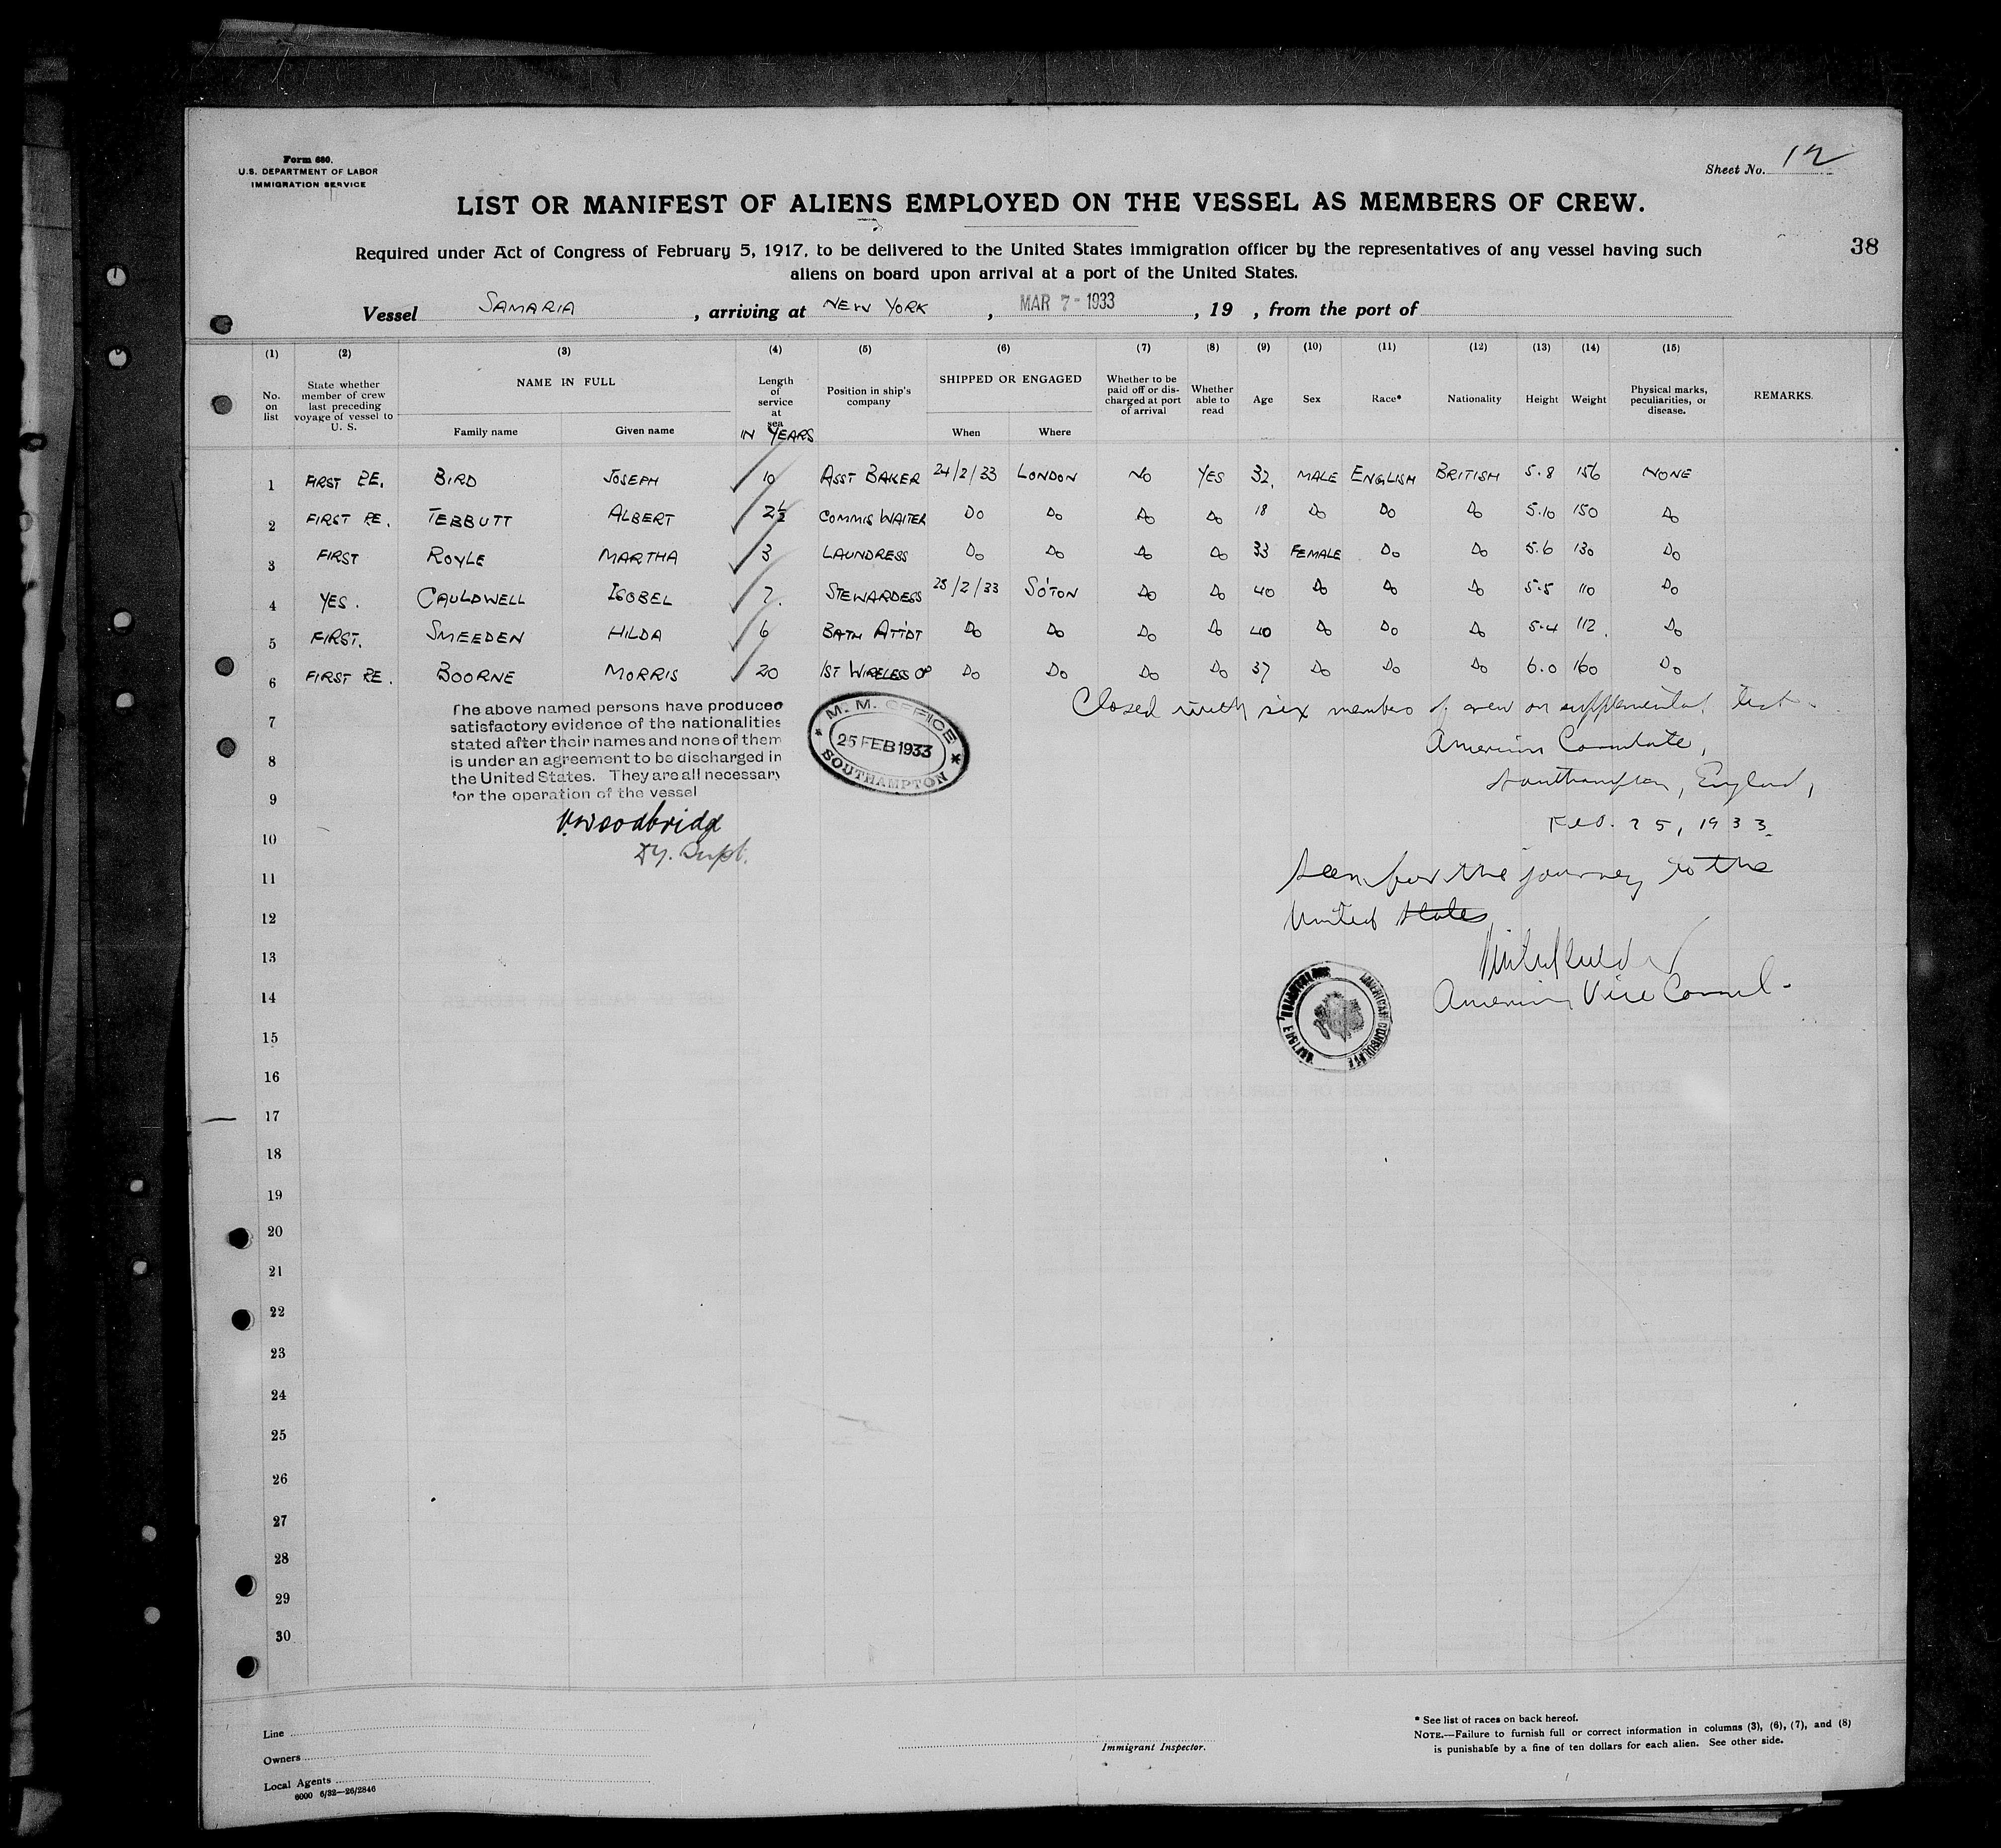 Form 680.
U.S. DEPARTMENT OF LABOR
IMMIGRATION SERVICE
Sheet No. 12
LIST OR MANIFEST OF ALIENS EMPLOYED ON THE VESSEL AS MEMBERS OF CREW.
Required under Act of Congress of February 5, 1917, to be delivered to the United States immigration officer by the representatives of any vessel having such
aliens on board upon arrival at a port of the United States.
38
Vessel SAMARIA, arriving at NEW YORK, MAR 7-1933, 19 , from the port of
(1) (2) (3) (4) (5) (6) (7) (8) (9) (10) (11) (12) (13) (14) (15)
No. on list
State whether member of crew last preceding voyage of vessel to U. S.
NAME IN FULL
Family name Given name
Length of service at sea
IN YEARS
Position in ship's company
SHIPPED OR ENGAGED
When Where
Whether to be paid off or discharged at port of arrival
Whether able to read
Age
Sex
Race*
Nationality
Height
Weight
Physical marks, peculiarities, or disease.
REMARKS.
1 FIRST RE. BIRD JOSEPH 10 ASST BAKER 24/2/33 LONDON NO YES 32. MALE ENGLISH BRITISH 5.8 156 NONE
2 FIRST RE. TEBBUTT ALBERT 2½ COMMIS WAITER DO DO DO DO 18 DO DO DO 5.10 150 DO
3 FIRST ROYLE MARTHA 3 LAUNDRESS DO DO DO DO 33 FEMALE DO DO 5.6 130 DO
4 YES. CAULDWELL ISOBEL 7. STEWARDESS 25/2/33 SO'TON DO DO 40 DO DO DO 5.5 110 DO
5 FIRST. SMEEDEN HILDA 6 BATH ATT'DT DO DO DO DO 40 DO DO DO 5.4 112. DO
6 FIRST RE. BOORNE MORRIS 20 1ST WIRELESS OP DO DO DO DO 37 DO DO DO 6.0 160 DO
The above named persons have produced
satisfactory evidence of the nationalities
stated after their names and none of them
is under an agreement to be discharged in
the United States. They are all necessary
for the operation of the vessel
Woodbridge
Dy. Supt.
M. M. OFFICE
25 FEB 1933
SOUTHAMPTON
Closed with six members of crew on supplemental list.
American Consulate,
Southampton, England,
Feb. 25, 1933.
Seen for the journey to the
United States
American Vice Consul.
AMERICAN CONSULATE
SOUTHAMPTON, ENGLAND
7
8
9
10
11
12
13
14
15
16
17
18
19
20
21
22
23
24
25
26
27
28
29
30
Line
Owners
Local Agents
6000 6/32—26/2846
Immigrant Inspector.
* See list of races on back hereof.
NOTE.—Failure to furnish full or correct information in columns (3), (6), (7), and (8)
is punishable by a fine of ten dollars for each alien. See other side.